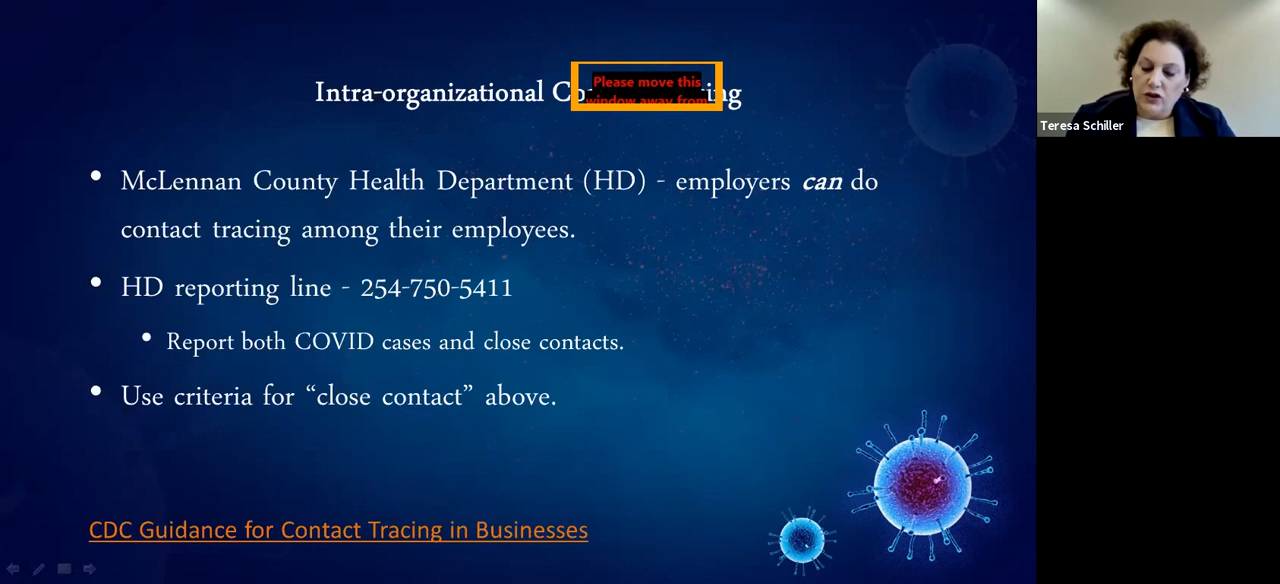 Intra-organizational
Please move this
window away from
McLennan County Health Department (HD) - employers can do
contact tracing among their employees.
HD reporting line - 254-750-5411
Report both COVID cases and close contacts.
Use criteria for “close contact” above.
CDC Guidance for Contact Tracing in Businesses
Teresa Schiller